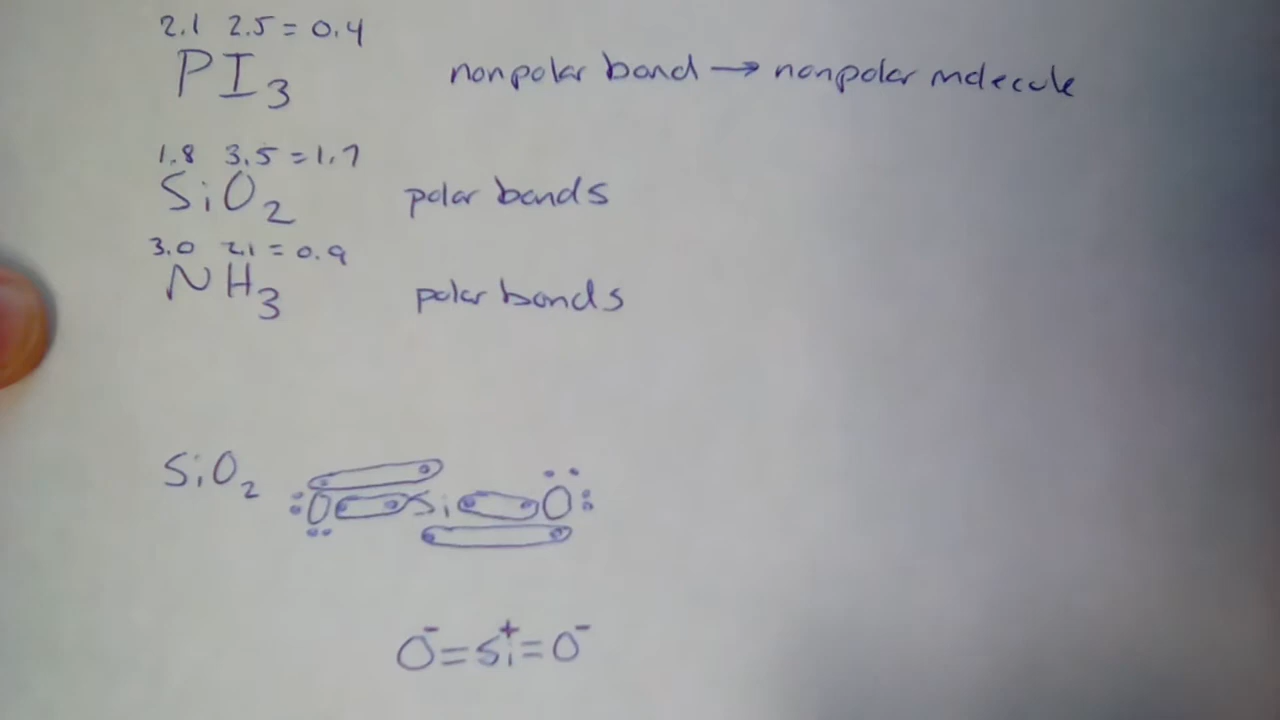 2.1 2.5 = 0.4
PI3 nonpolar bond → nonpolar molecule
1.8 3.5 = 1.7
SiO2 polar bands
3.0 2.1 = 0.9
NH3 polar bonds
SiO2 :O Si O:
O⁻=Si⁺=O⁻